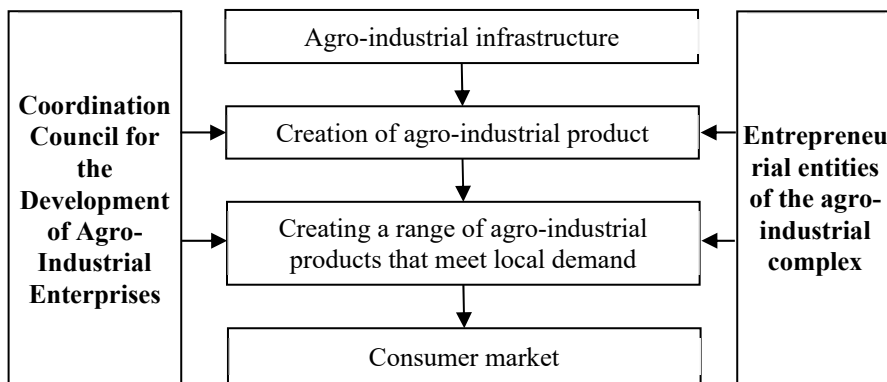 Agro-industrial infrastructure
Coordination
Council for
the
Development
of Agro-
Industrial
Enterprises
Creation of agro-industrial product
Creating a range of agro-industrial
products that meet local demand
Consumer market
Entrepreneu
rial entities
of the agro-
industrial
complex